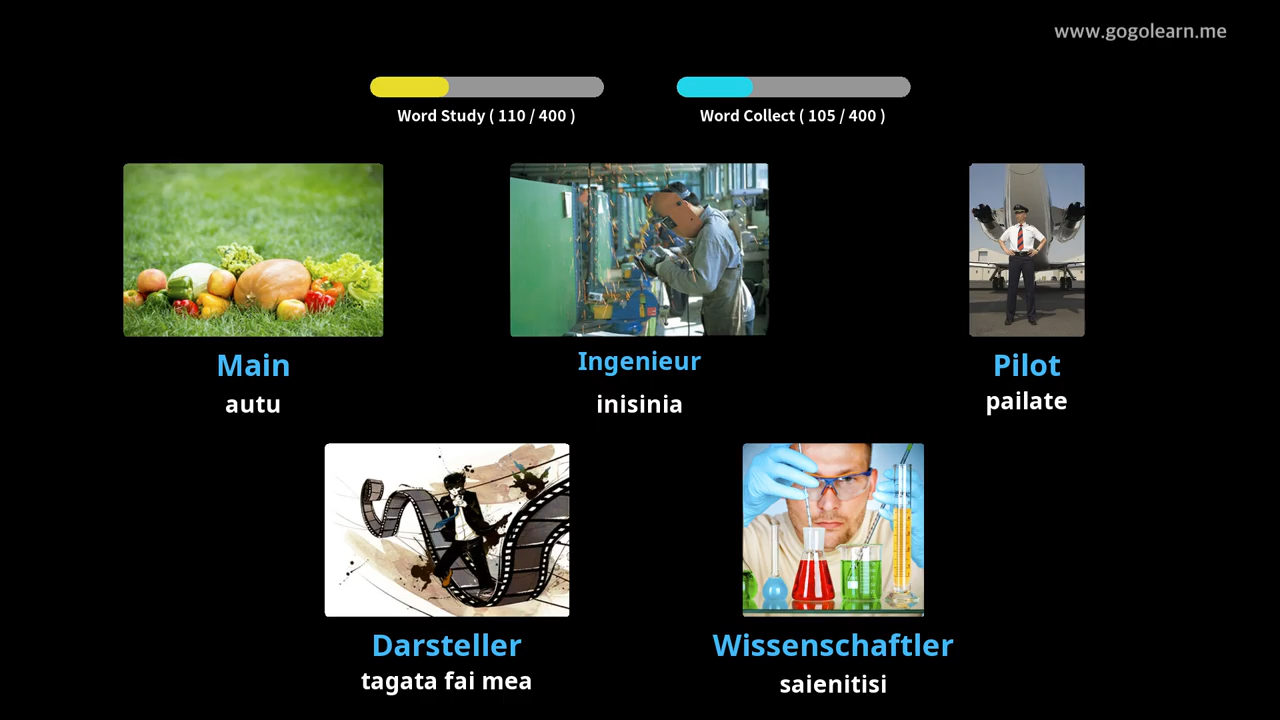 www.gogolearn.me
Word Study ( 110 / 400 )
Word Collect ( 105 / 400 )
Main
autu
Ingenieur
inisinia
Pilot
pailate
Darsteller
tagata fai mea
Wissenschaftler
saienitisi